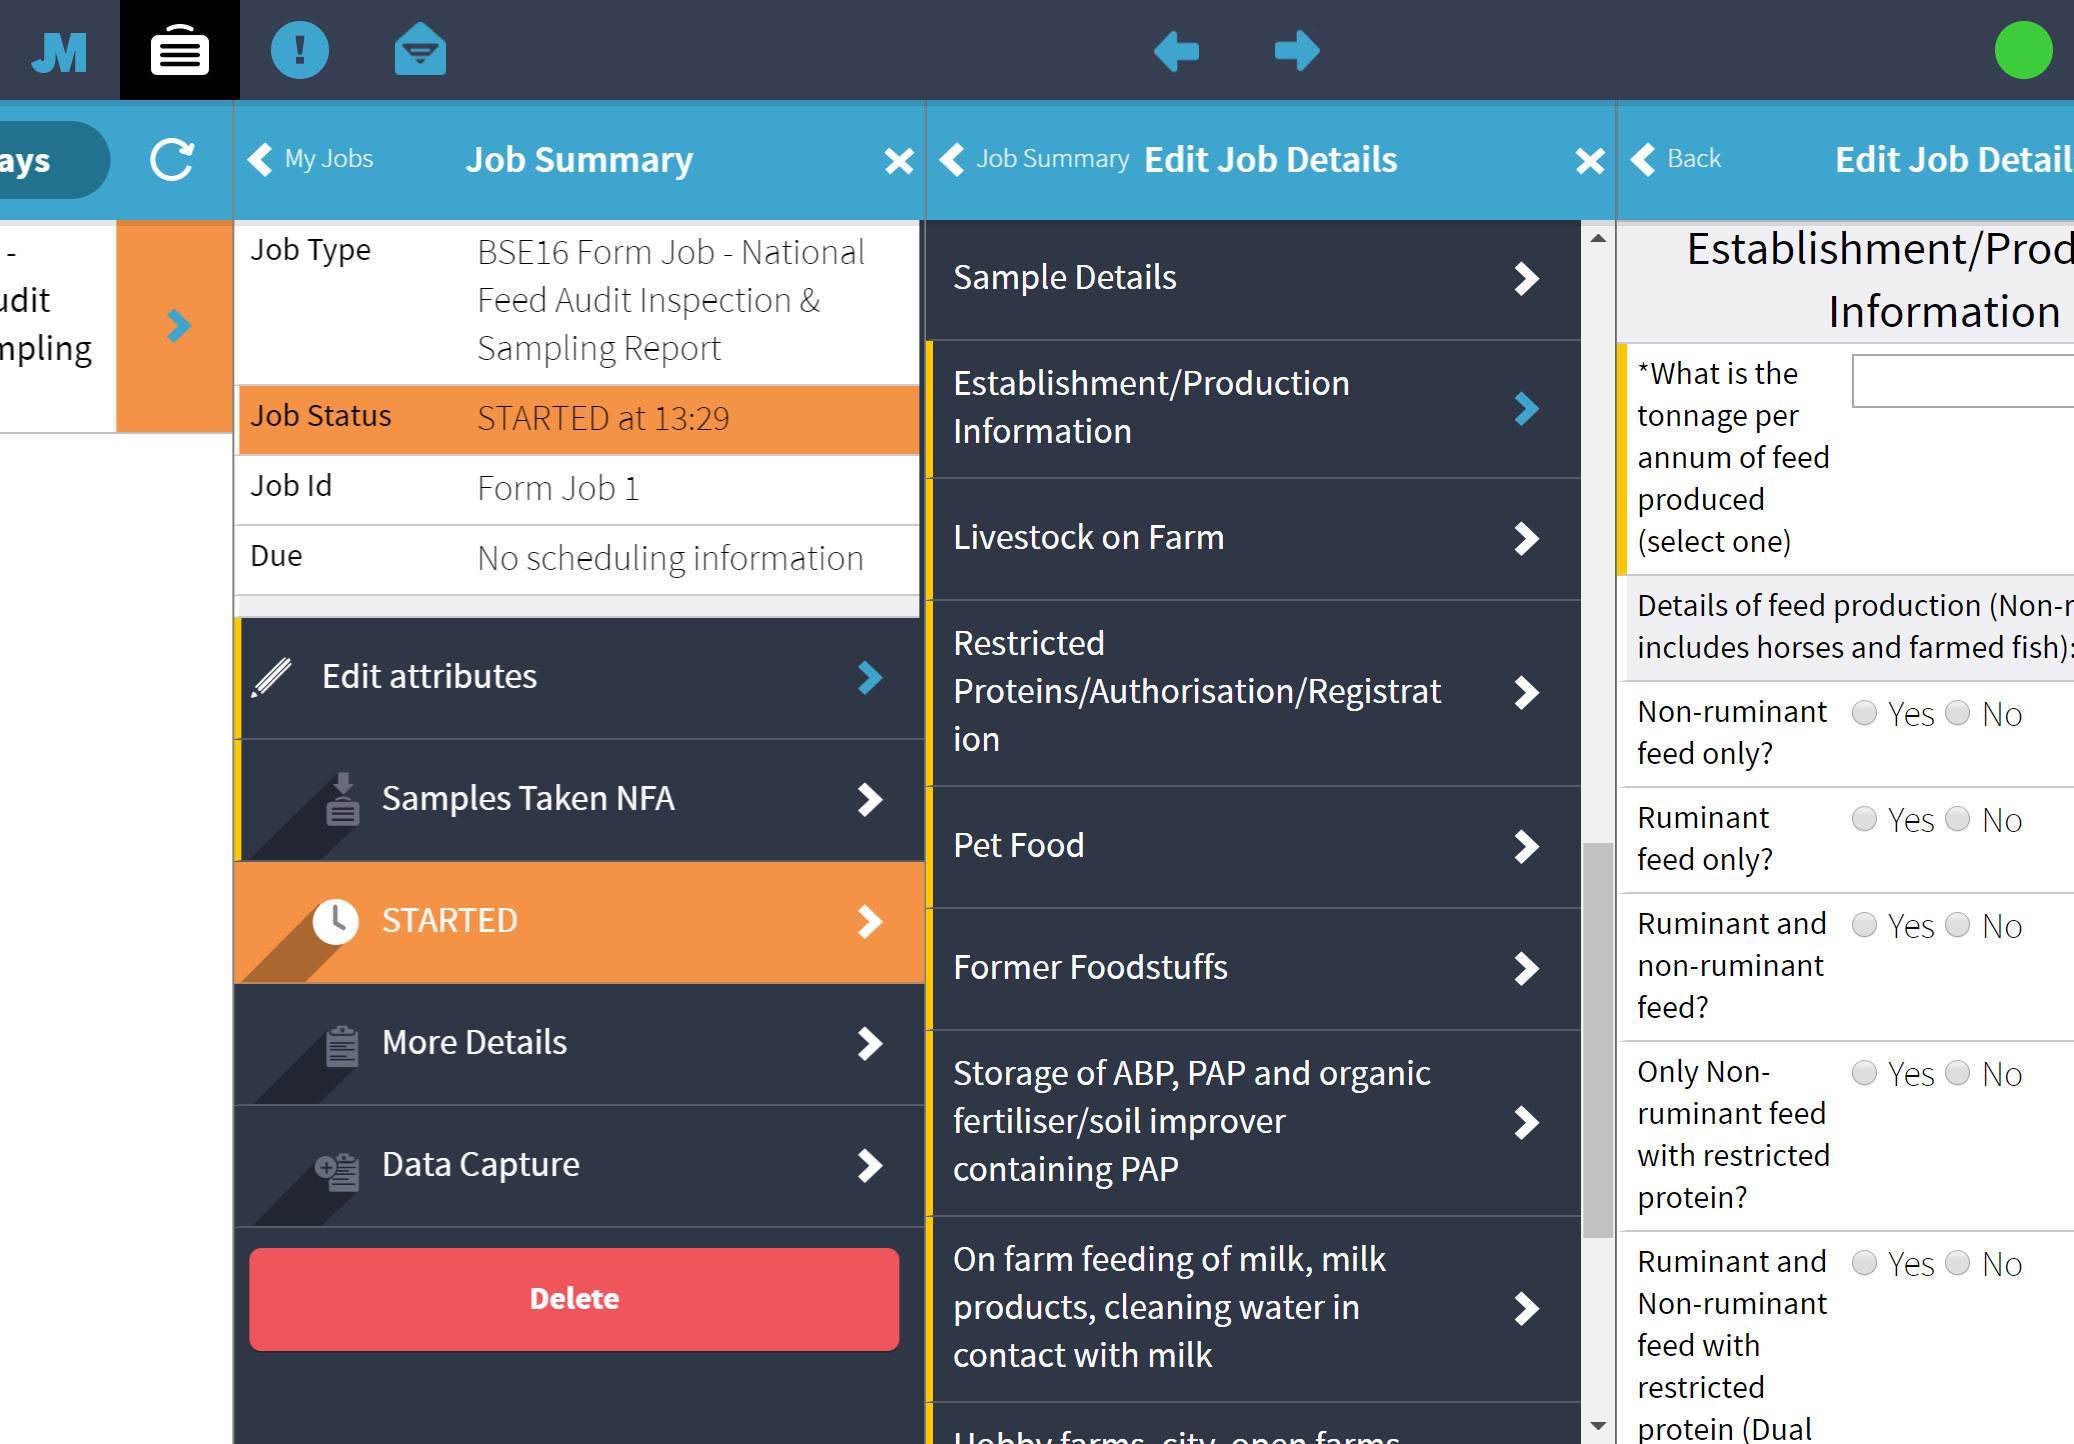 JM
ays
My Jobs
Job Summary
Job Summary
Edit Job Details
Back
Edit Job Detail
-
udit
mpling
Job Type
BSE16 Form Job - National
Feed Audit Inspection &
Sampling Report
Job Status
STARTED at 13:29
Job Id
Form Job 1
Due
No scheduling information
Edit attributes
Samples Taken NFA
STARTED
More Details
Data Capture
Delete
Sample Details
Establishment/Production
Information
Livestock on Farm
Restricted
Proteins/Authorisation/Registrat
ion
Pet Food
Former Foodstuffs
Storage of ABP, PAP and organic
fertiliser/soil improver
containing PAP
On farm feeding of milk, milk
products, cleaning water in
contact with milk
Hobby farms, city, open farms
Establishment/Prod
Information
*What is the
tonnage per
annum of feed
produced
(select one)
Details of feed production (Non-r
includes horses and farmed fish):
Non-ruminant
feed only?
Yes No
Ruminant
feed only?
Yes No
Ruminant and
non-ruminant
feed?
Yes No
Only Non-
ruminant feed
with restricted
protein?
Yes No
Ruminant and
Non-ruminant
feed with
restricted
protein (Dual
Yes No